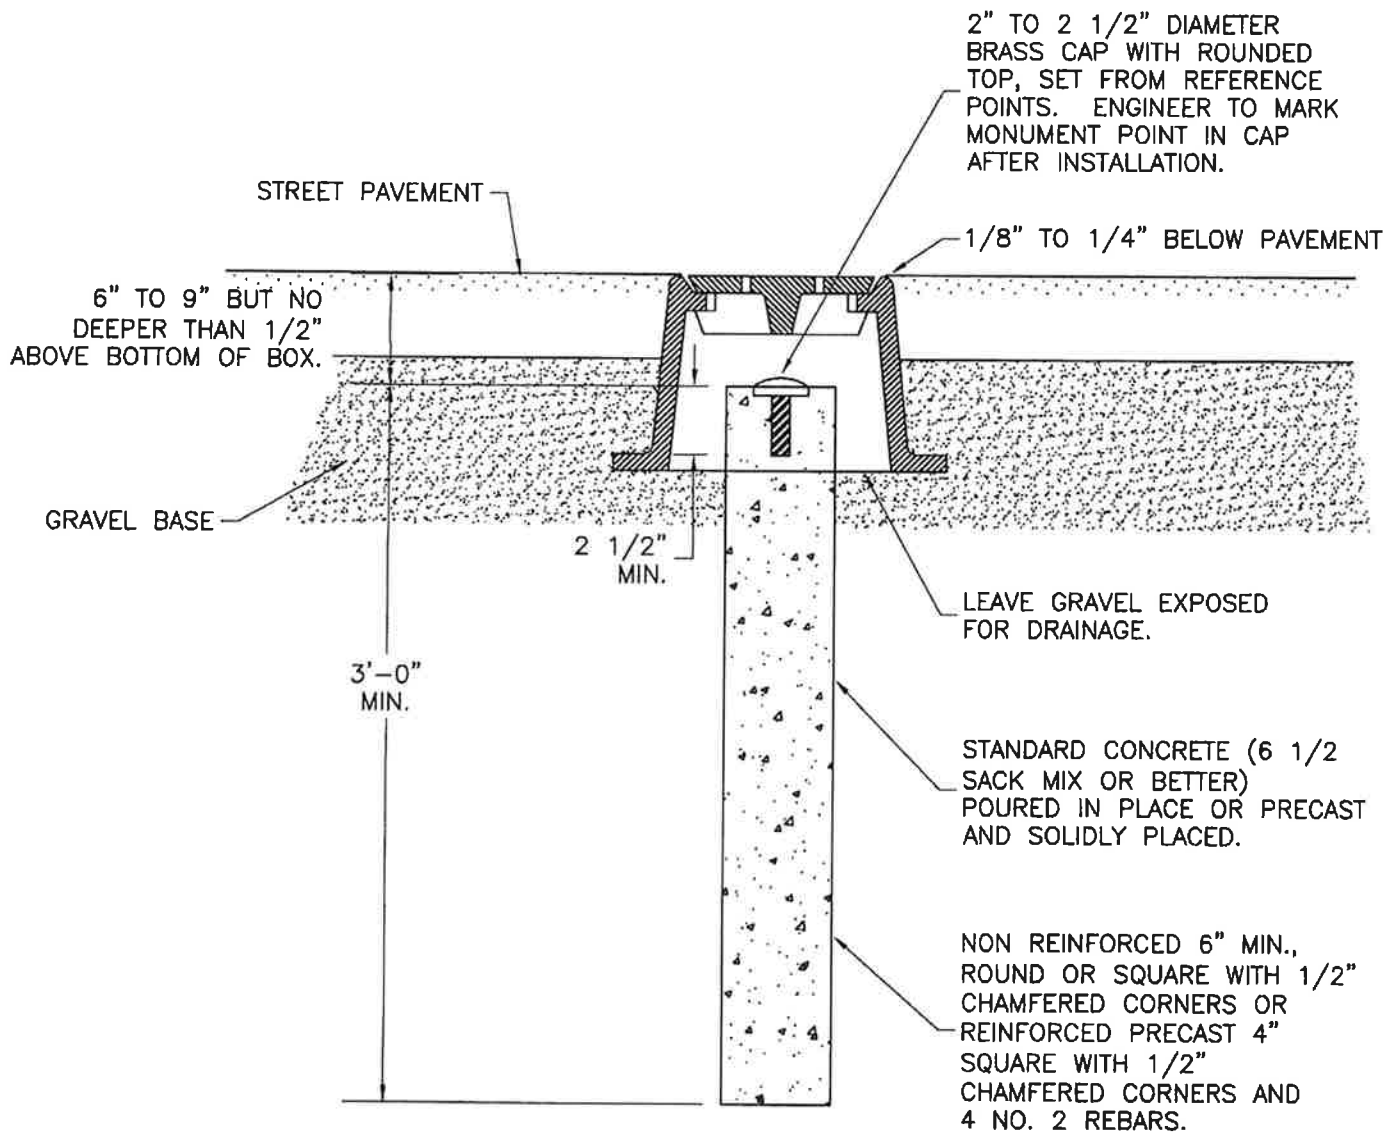 2" TO 2 1/2" DIAMETER
BRASS CAP WITH ROUNDED
TOP, SET FROM REFERENCE
POINTS. ENGINEER TO MARK
MONUMENT POINT IN CAP
AFTER INSTALLATION.
STREET PAVEMENT
1/8" TO 1/4" BELOW PAVEMENT
6" TO 9" BUT NO
DEEPER THAN 1/2"
ABOVE BOTTOM OF BOX.
GRAVEL BASE
2 1/2"
MIN.
LEAVE GRAVEL EXPOSED
FOR DRAINAGE.
3'-0"
MIN.
STANDARD CONCRETE (6 1/2
SACK MIX OR BETTER)
POURED IN PLACE OR PRECAST
AND SOLIDLY PLACED.
NON REINFORCED 6" MIN.,
ROUND OR SQUARE WITH 1/2"
CHAMFERED CORNERS OR
REINFORCED PRECAST 4"
SQUARE WITH 1/2"
CHAMFERED CORNERS AND
4 NO. 2 REBARS.